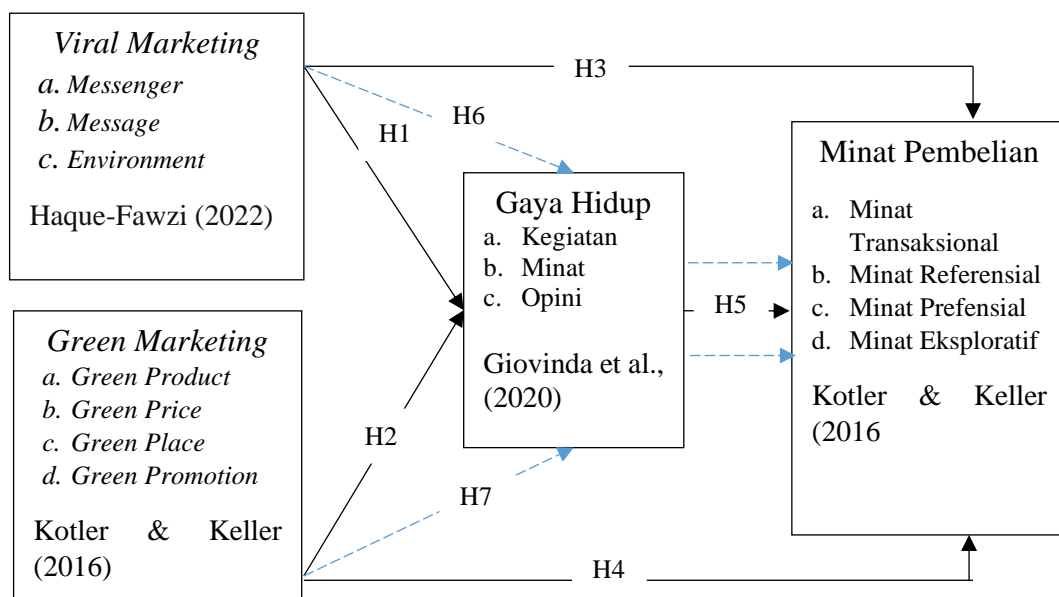 Viral Marketing
a. Messenger
b. Message
c. Environment
Haque-Fawzi (2022)
Green Marketing
a. Green Product
b. Green Price
c. Green Place
d. Green Promotion
Kotler & Keller
(2016)
H1
H2
H3
H4
H5
H6
H7
Gaya Hidup
a. Kegiatan
b. Minat
c. Opini
Giovinda et al.,
(2020)
Minat Pembelian
a. Minat
Transaksional
b. Minat Referensial
c. Minat Prefensial
d. Minat Eksploratif
Kotler & Keller
(2016